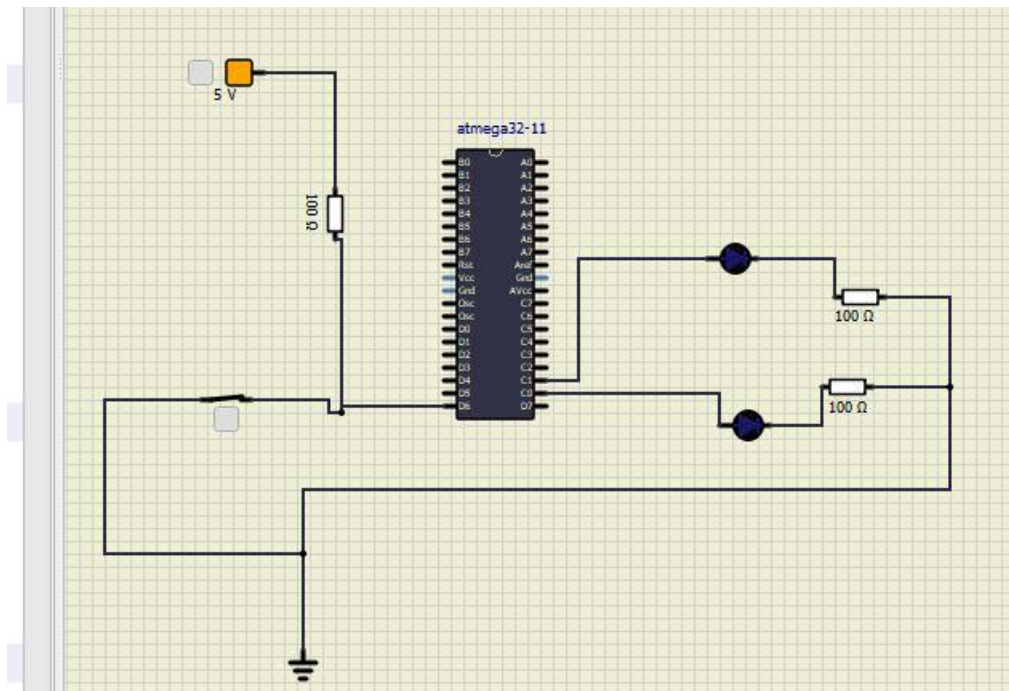 5 V
atmega32-11
100 Ω
B0 A0
B1 A1
B2 A2
B3 A3
B4 A4
B5 A5
B6 A6
B7 A7
Rst Aref
Vcc Gnd
Gnd AVcc
Osc C7
Osc C6
D0 C5
D1 C4
D2 C3
D3 C2
D4 C1
D5 C0
D6 D7
100 Ω
100 Ω